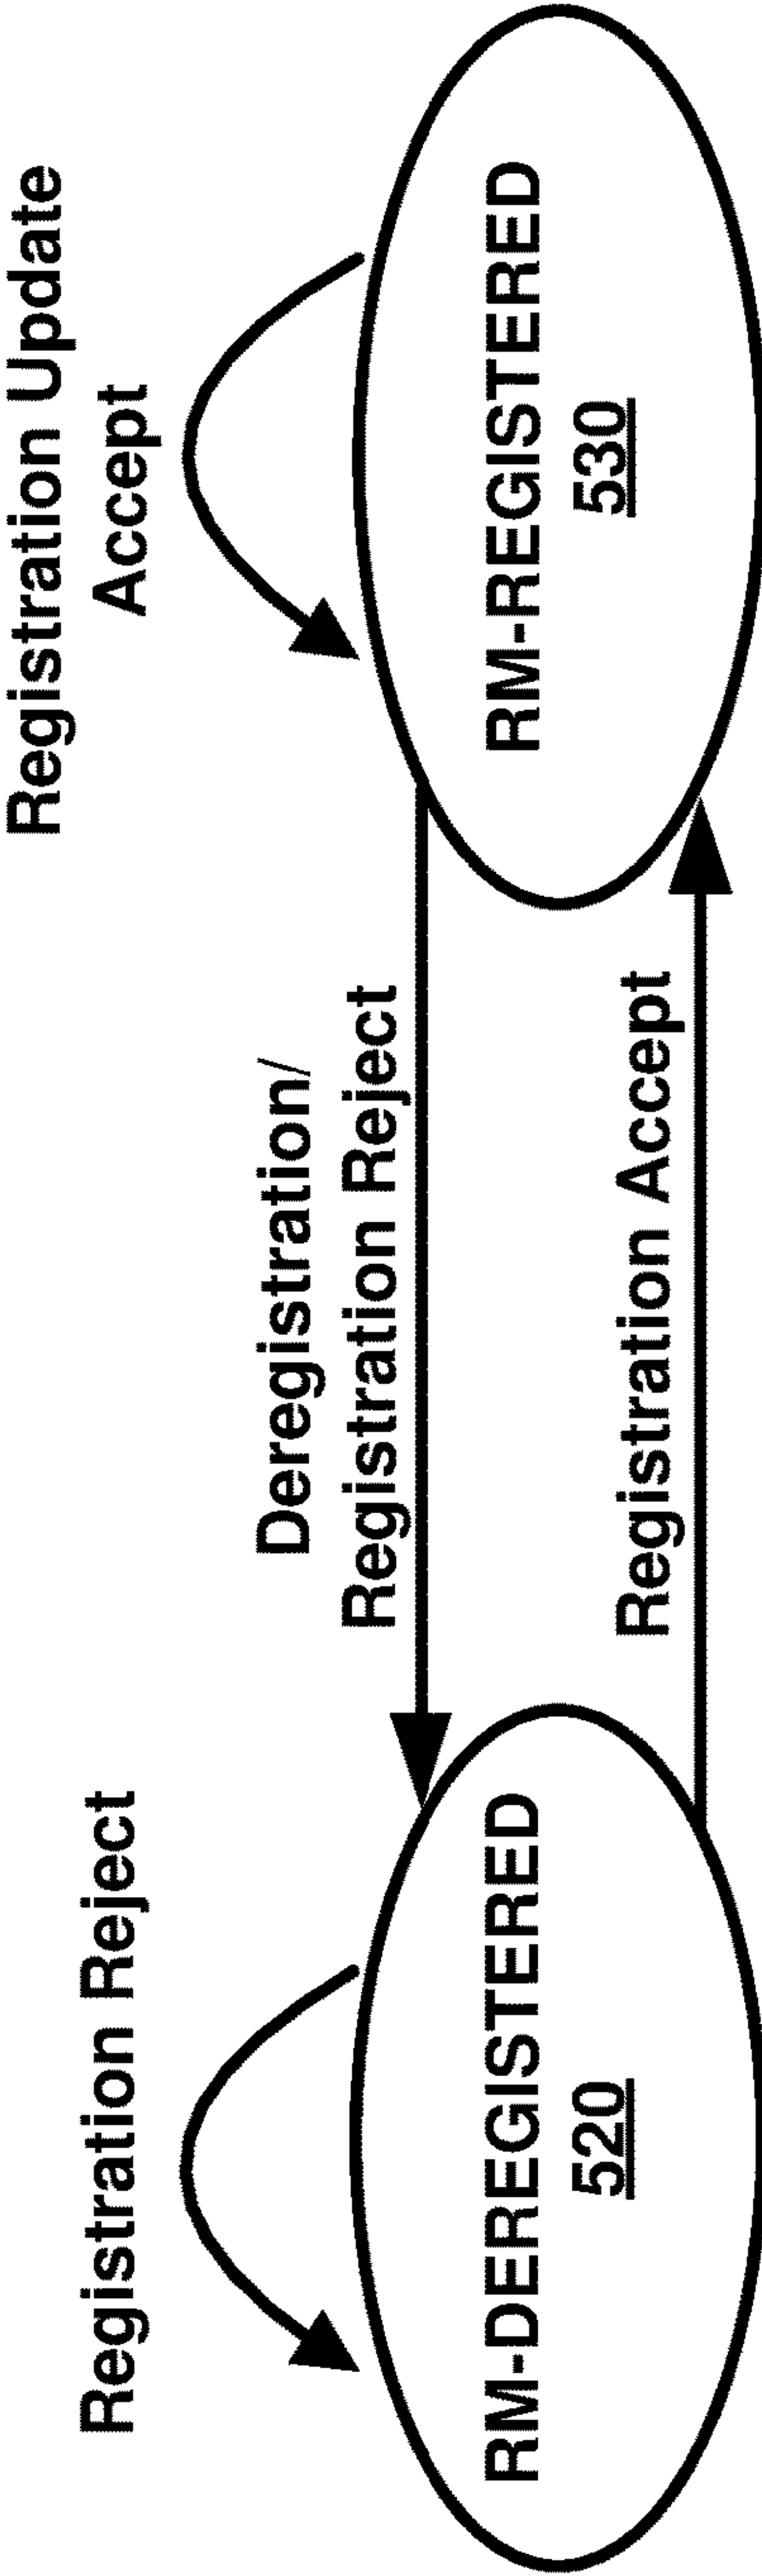 Registration Reject
Registration Update
Accept
Deregistration/
Registration Reject
Registration Accept
RM-DEREGISTERED
520
RM-REGISTERED
530